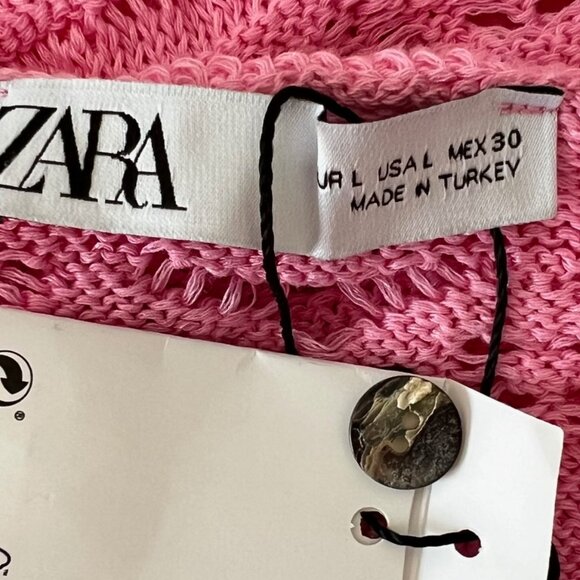 ZARA
UR L USA L MEX 30
MADE IN TURKEY
®
?